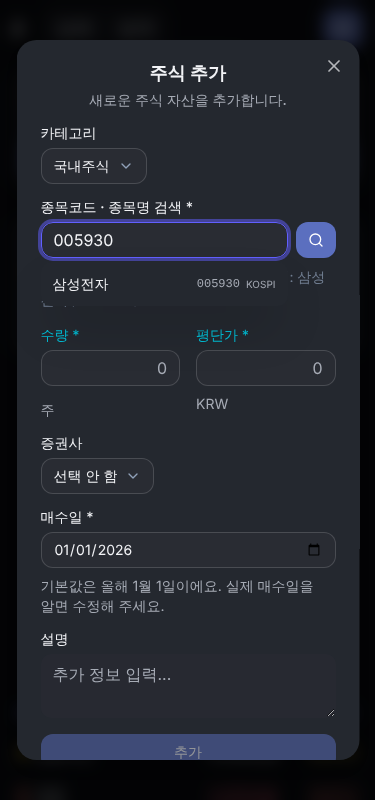 주식 추가
새로운 주식 자산을 추가합니다.
카테고리
국내주식
종목코드 · 종목명 검색 *
005930
삼성전자 005930 KOSPI
: 삼성
수량 * 평단가 *
0 0
주 KRW
증권사
선택 안 함
매수일 *
01/01/2026
기본값은 올해 1월 1일이에요. 실제 매수일을
알면 수정해 주세요.
설명
추가 정보 입력...
추가